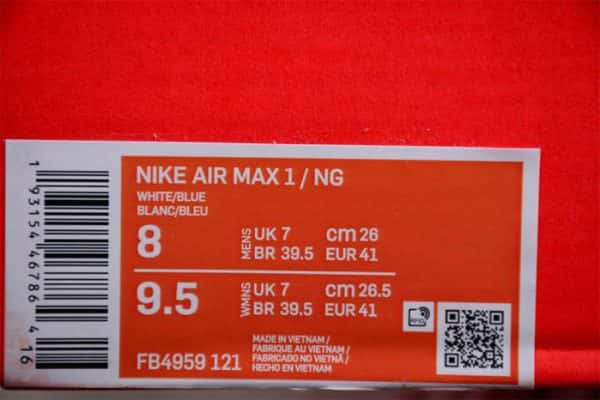 NIKE AIR MAX 1 / NG
WHITE/BLUE
BLANC/BLEU
8 MENS UK 7 cm 26
BR 39.5 EUR 41
9.5 WMNS UK 7 cm 26.5
BR 39.5 EUR 41
FB4959 121
MADE IN VIETNAM /
FABRIQUE AU VIETNAM /
FABRICADO NO VIETNÃ /
HECHO EN VIETNAM
1 93154 46786 4 16